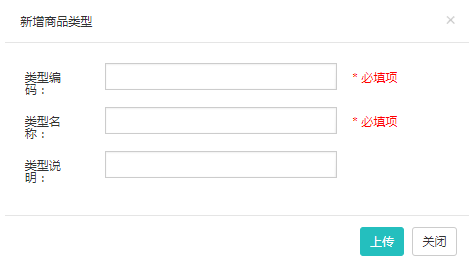 新增商品类型 ×
类型编
码：
* 必填项
类型名
称：
* 必填项
类型说
明：
上传 关闭